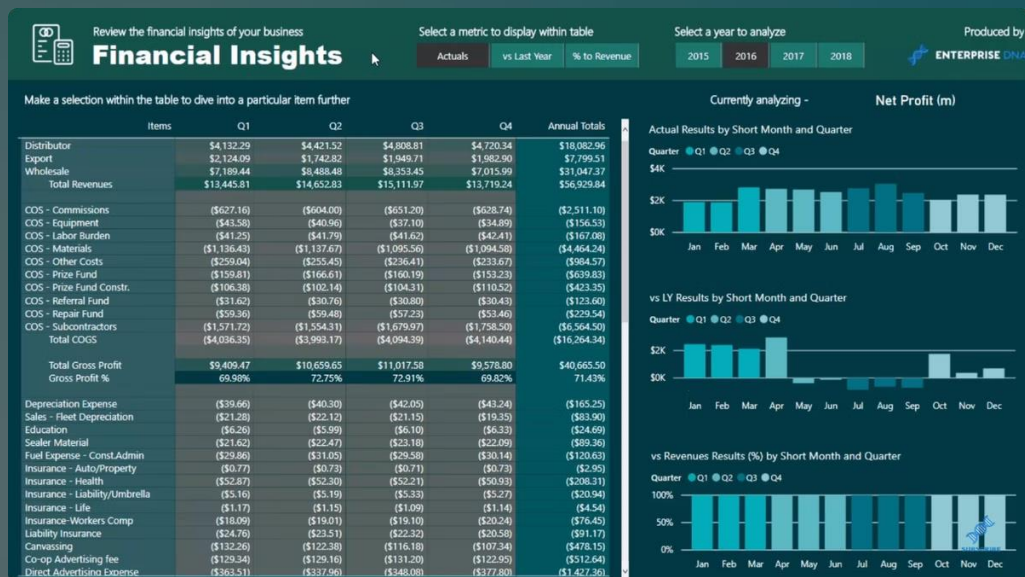 Review the financial insights of your business
Financial Insights
Select a metric to display within table
Actuals vs Last Year % to Revenue
Select a year to analyze
2015 2016 2017 2018
Produced by
ENTERPRISE DNA
Make a selection within the table to dive into a particular item further
Currently analyzing - Net Profit (m)
Items Q1 Q2 Q3 Q4 Annual Totals
Distributor $4,132.29 $4,421.52 $4,808.81 $4,720.34 $18,082.96
Export $2,124.09 $1,742.82 $1,949.71 $1,982.90 $7,799.51
Wholesale $7,189.44 $8,488.48 $8,353.45 $7,015.99 $31,047.37
Total Revenues $13,445.81 $14,652.83 $15,111.97 $13,719.24 $56,929.84
COS - Commissions ($627.16) ($604.00) ($651.20) ($628.74) ($2,511.10)
COS - Equipment ($43.58) ($40.96) ($37.10) ($34.89) ($156.53)
COS - Labor Burden ($41.25) ($41.79) ($41.62) ($42.41) ($167.08)
COS - Materials ($1,136.43) ($1,137.67) ($1,095.56) ($1,094.58) ($4,464.24)
COS - Other Costs ($259.04) ($255.45) ($236.41) ($233.67) ($984.57)
COS - Prize Fund ($159.81) ($166.61) ($160.19) ($153.23) ($639.83)
COS - Prize Fund Constr. ($106.38) ($102.14) ($104.31) ($110.52) ($423.35)
COS - Referral Fund ($31.62) ($30.76) ($30.80) ($30.43) ($123.60)
COS - Repair Fund ($59.36) ($59.48) ($57.23) ($53.46) ($229.54)
COS - Subcontractors ($1,571.72) ($1,554.31) ($1,679.97) ($1,758.50) ($6,564.50)
Total COGS ($4,036.35) ($3,993.17) ($4,094.39) ($4,140.44) ($16,264.34)
Total Gross Profit $9,409.47 $10,659.65 $11,017.58 $9,578.80 $40,665.50
Gross Profit % 69.98% 72.75% 72.91% 69.82% 71.43%
Depreciation Expense ($39.66) ($40.30) ($42.05) ($43.24) ($165.25)
Sales - Fleet Depreciation ($21.28) ($22.12) ($21.15) ($19.35) ($83.90)
Education ($6.26) ($5.99) ($6.10) ($6.33) ($24.69)
Sealer Material ($21.62) ($22.47) ($23.18) ($22.09) ($89.36)
Fuel Expense - Const.Admin ($29.86) ($31.05) ($29.58) ($30.14) ($120.63)
Insurance - Auto/Property ($0.77) ($0.73) ($0.71) ($0.73) ($2.95)
Insurance - Health ($52.87) ($52.30) ($52.21) ($50.93) ($208.31)
Insurance - Liability/Umbrella ($5.16) ($5.19) ($5.33) ($5.27) ($20.94)
Insurance - Life ($1.17) ($1.15) ($1.09) ($1.14) ($4.54)
Insurance-Workers Comp ($18.09) ($19.01) ($19.10) ($20.24) ($76.45)
Liability Insurance ($24.76) ($23.51) ($22.32) ($20.58) ($91.17)
Canvassing ($132.26) ($122.38) ($116.18) ($107.34) ($478.15)
Co-op Advertising fee ($129.34) ($129.16) ($131.20) ($122.95) ($512.64)
Direct Advertising Expense ($363.51) ($337.96) ($348.08) ($377.80) ($1,427.36)
Actual Results by Short Month and Quarter
Quarter Q1 Q2 Q3 Q4
$4K
$2K
$0K
Jan Feb Mar Apr May Jun Jul Aug Sep Oct Nov Dec
vs LY Results by Short Month and Quarter
Quarter Q1 Q2 Q3 Q4
$2K
$0K
Jan Feb Mar Apr May Jun Jul Aug Sep Oct Nov Dec
vs Revenues Results (%) by Short Month and Quarter
Quarter Q1 Q2 Q3 Q4
100%
50%
0%
Jan Feb Mar Apr May Jun Jul Aug Sep Oct Nov Dec